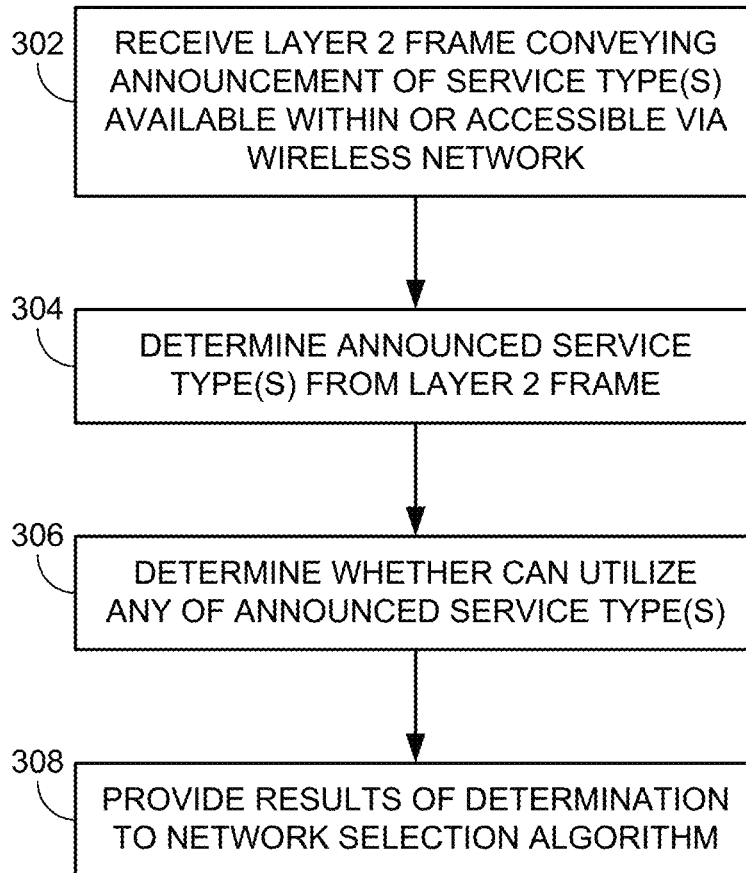 302
RECEIVE LAYER 2 FRAME CONVEYING
ANNOUNCEMENT OF SERVICE TYPE(S)
AVAILABLE WITHIN OR ACCESSIBLE VIA
WIRELESS NETWORK
304
DETERMINE ANNOUNCED SERVICE
TYPE(S) FROM LAYER 2 FRAME
306
DETERMINE WHETHER CAN UTILIZE
ANY OF ANNOUNCED SERVICE TYPE(S)
308
PROVIDE RESULTS OF DETERMINATION
TO NETWORK SELECTION ALGORITHM